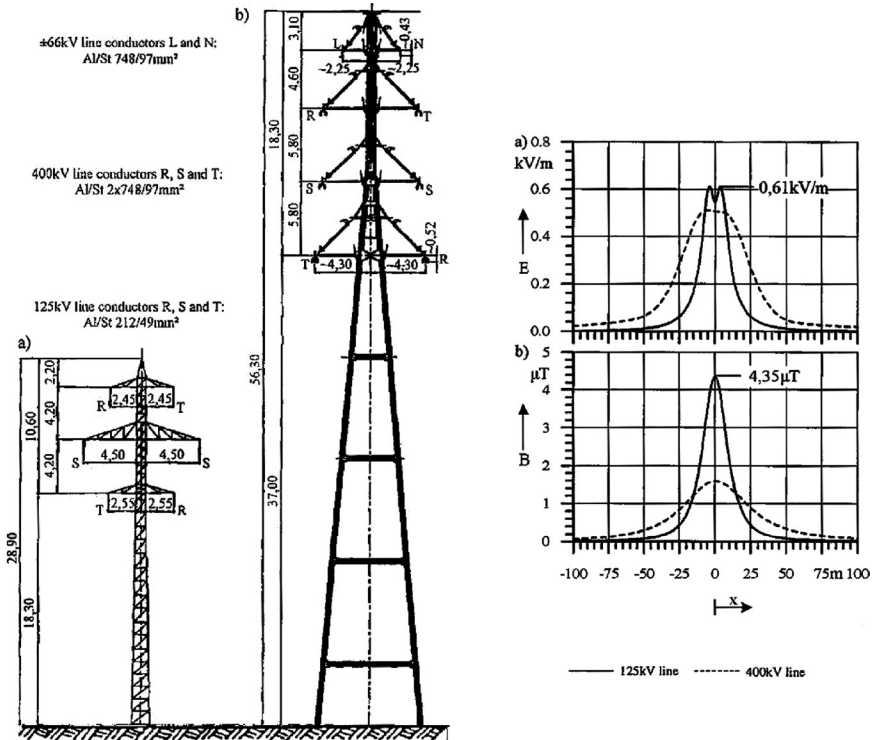 ±66kV line conductors L and N:
Al/St 748/97mm²
400kV line conductors R, S and T:
Al/St 2x748/97mm²
125kV line conductors R, S and T:
Al/St 212/49mm²
a)
2,20
4,20
4,20
10,60
18,30
28,90
R
2,45
2,45
T
S
4,50
4,50
S
T
2,55
2,55
R
b)
3,10
4,60
5,80
5,80
18,30
37,00
56,30
~0,43
L
N
~2,25
~2,25
R
T
S
S
~0,52
T
~4,30
~4,30
R
a)
kV/m
0.8
0.6
0.4
0.2
0.0
E
0,61kV/m
b)
µT
5
4
3
2
1
0
B
4,35µT
-100
-75
-50
-25
0
25
50
75m
100
x
125kV line
400kV line